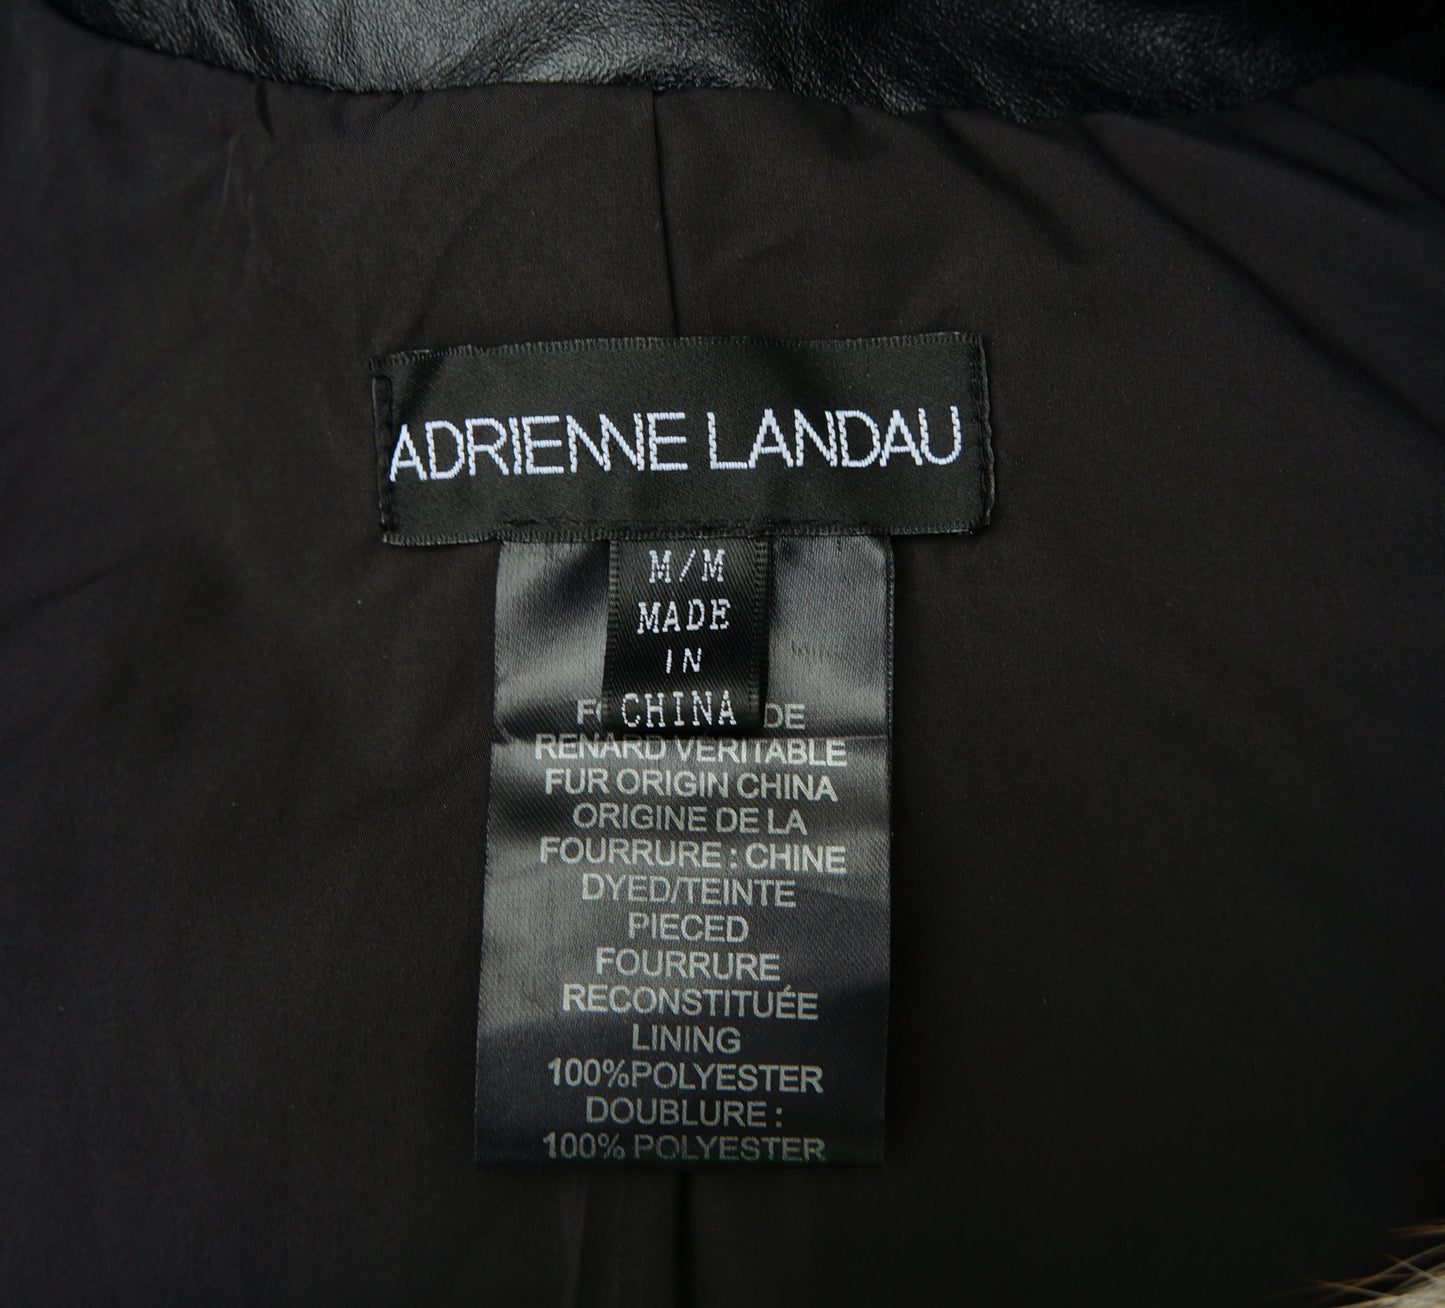 ADRIENNE LANDAU
M/M
MADE
IN
CHINA
DE
RENARD VERITABLE
FUR ORIGIN CHINA
ORIGINE DE LA
FOURRURE : CHINE
DYED/TEINTE
PIECED
FOURRURE
RECONSTITUÉE
LINING
100%POLYESTER
DOUBLURE :
100% POLYESTER